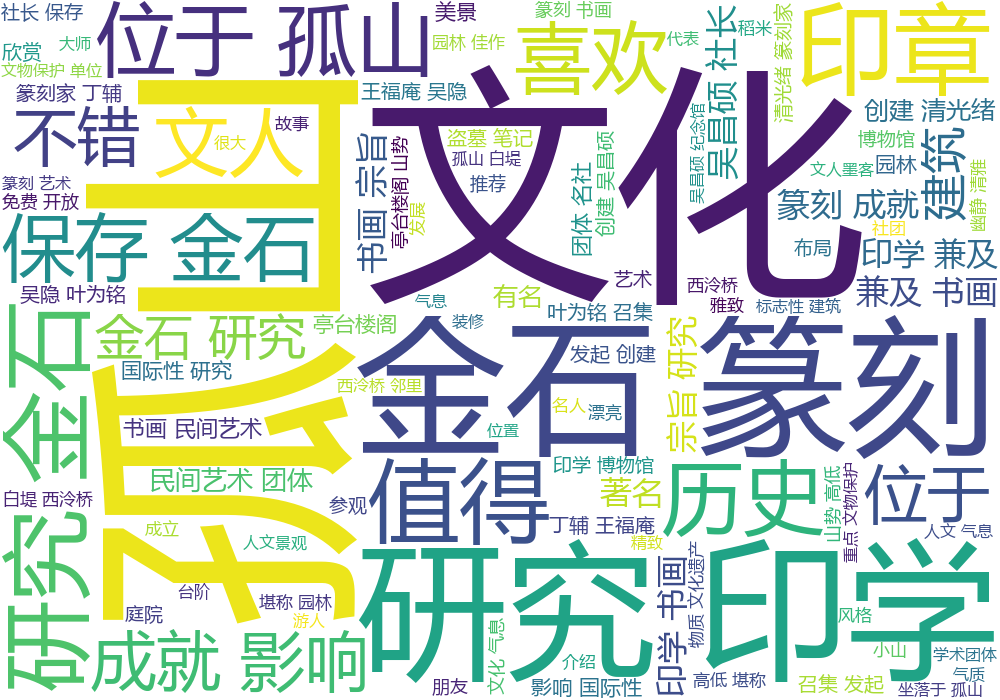 社长 保存
位于 孤山
美景
篆刻 书画
喜欢
代表
稻米
社长
清光绪 篆刻家
印章
欣赏
大师
园林 佳作
文物保护 单位
篆刻家 丁辅
王福庵 吴隐
创建 清光绪
不错
文人
很大
故事
文化
盗墓 笔记
孤山 白堤
推荐
书画 宗旨
亭台楼阁 山势
发展
团体 名社
创建 吴昌硕
吴昌硕 纪念馆
吴昌硕 社长
博物馆
文人墨客
园林
建筑
幽静 清雅
篆刻 艺术
免费 开放
篆刻 成就
社团
保存 金石
布局
印学 兼及
吴隐 叶为铭
气息
有名
艺术
西泠桥
雅致
标志性 建筑
兼及 书画
叶为铭 召集
金石
金石 研究
亭台楼阁
装修
金石
发起 创建
宗旨 研究
篆刻
孤山
国际性 研究
西泠桥 邻里
名人
漂亮
书画 民间艺术
位置
值得
印学 博物馆
历史
山势 高低
重点 文物保护
位于
民间艺术 团体
著名
白堤 西泠桥
参观
丁辅 王福庵
人文 气息
研究
成立
人文景观
精致
研究
印学
印学 书画
物质 文化遗产
台阶
堪称 园林
庭院
游人
风格
小山
成就 影响
文化 气息
介绍
学术团体
高低 堪称
气质
朋友
影响 国际性
召集 发起
坐落于 孤山